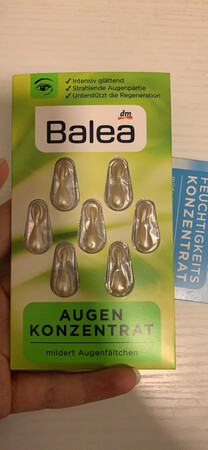 ✓ Intensiv glättend
✓ Strahlende Augenpartie
✓ Unterstützt die Regeneration
dm
Balea
AUGEN
KONZENTRAT
mildert Augenfältchen
FEUCHTIGKEITS
KONZENTRAT